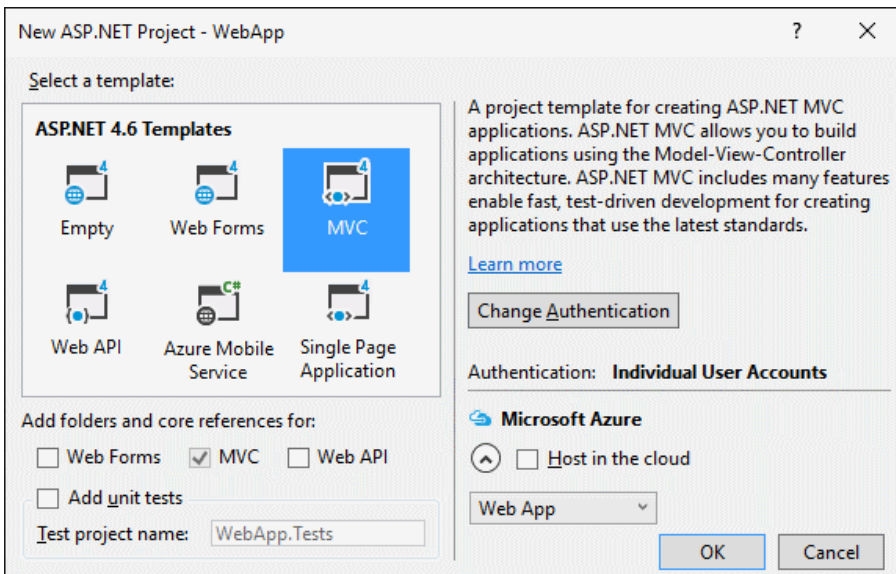 New ASP.NET Project - WebApp
Select a template:
ASP.NET 4.6 Templates
4
Empty
4
Web Forms
4
MVC
4
Web API
C#
Azure Mobile
Service
4
Single Page
Application
Add folders and core references for:
Web Forms
MVC
Web API
Add unit tests
Test project name:
WebApp.Tests
A project template for creating ASP.NET MVC
applications. ASP.NET MVC allows you to build
applications using the Model-View-Controller
architecture. ASP.NET MVC includes many features
enable fast, test-driven development for creating
applications that use the latest standards.
Learn more
Change Authentication
Authentication: Individual User Accounts
Microsoft Azure
Host in the cloud
Web App
OK
Cancel